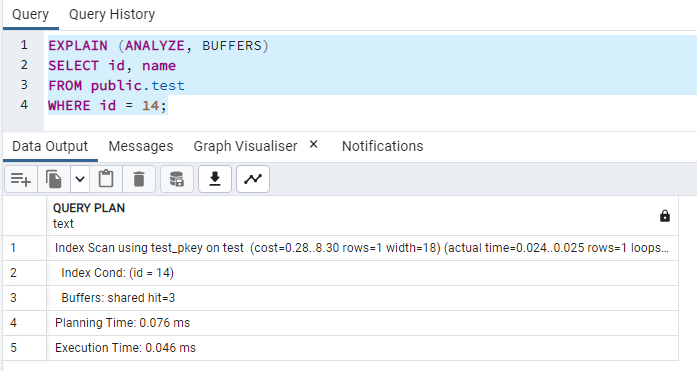 Query Query History
1 EXPLAIN (ANALYZE, BUFFERS)
2 SELECT id, name
3 FROM public.test
4 WHERE id = 14;
Data Output Messages Graph Visualiser × Notifications
QUERY PLAN
text
1 Index Scan using test_pkey on test (cost=0.28..8.30 rows=1 width=18) (actual time=0.024..0.025 rows=1 loops...
2 Index Cond: (id = 14)
3 Buffers: shared hit=3
4 Planning Time: 0.076 ms
5 Execution Time: 0.046 ms